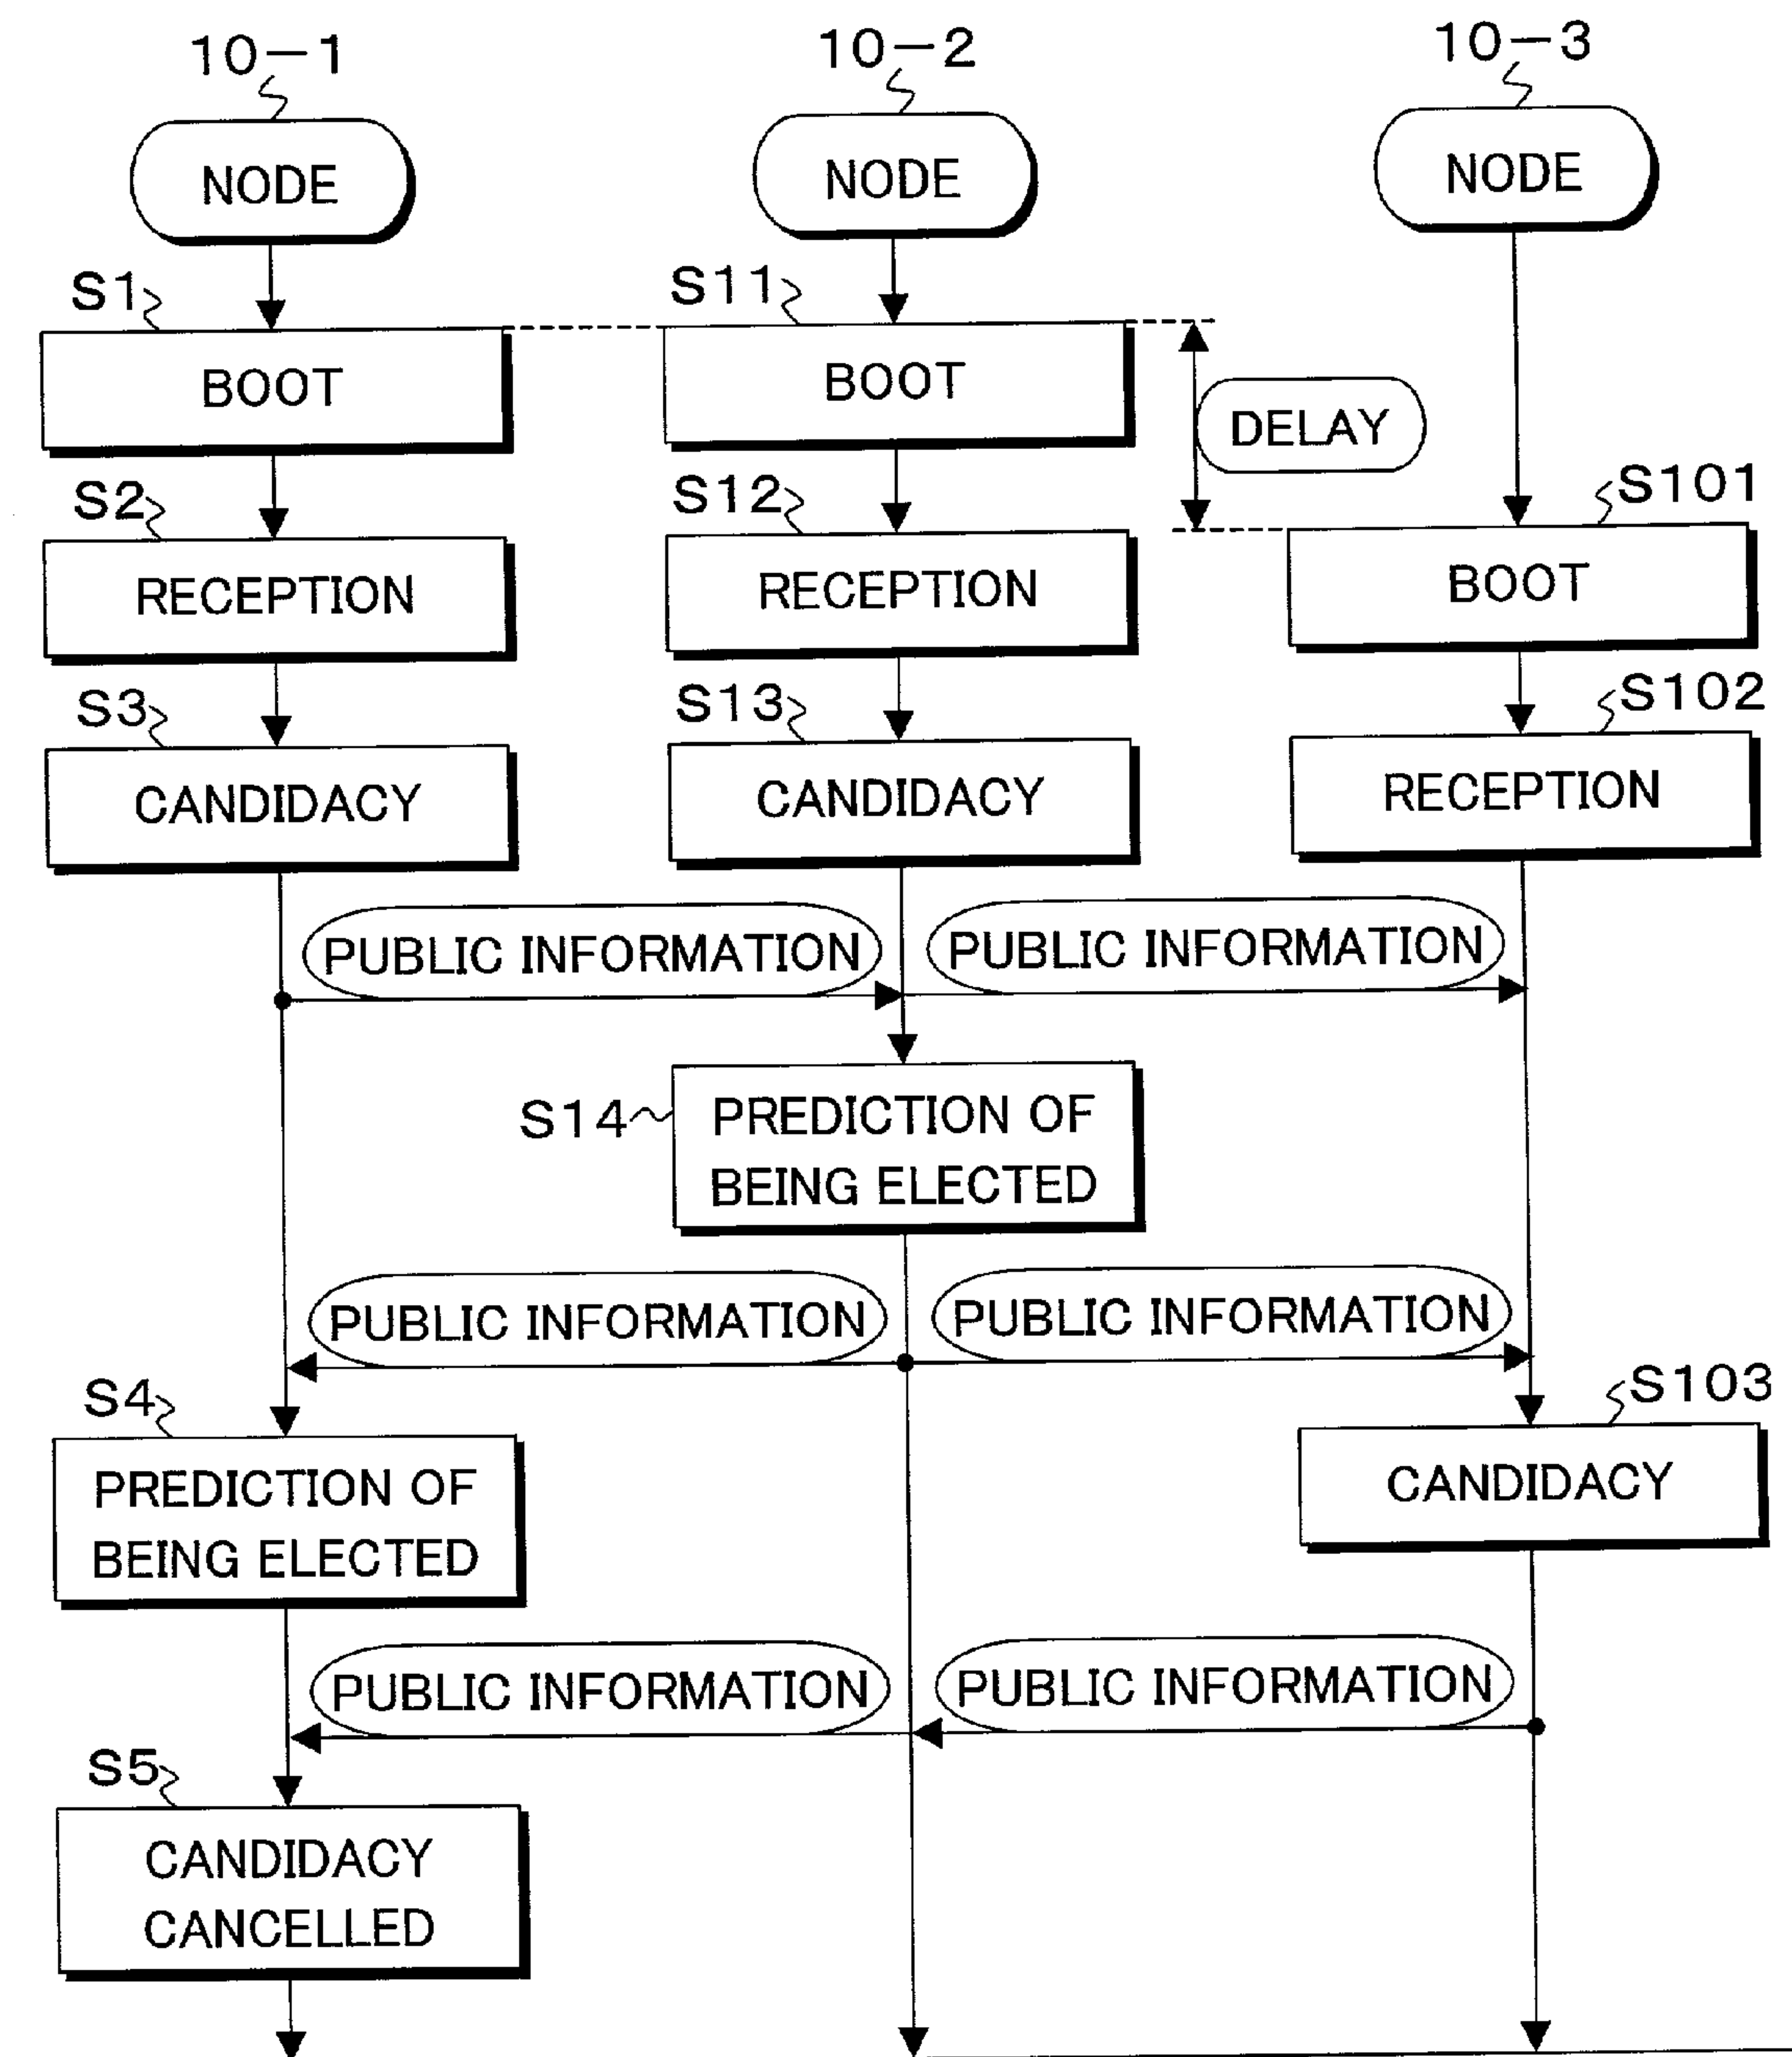 10-1
10-2
10-3
NODE
NODE
NODE
S1
S11
BOOT
BOOT
DELAY
S2
S12
S101
RECEPTION
RECEPTION
BOOT
S3
S13
S102
CANDIDACY
CANDIDACY
RECEPTION
PUBLIC INFORMATION
PUBLIC INFORMATION
S14
PREDICTION OF
BEING ELECTED
PUBLIC INFORMATION
PUBLIC INFORMATION
S4
S103
PREDICTION OF
BEING ELECTED
CANDIDACY
PUBLIC INFORMATION
PUBLIC INFORMATION
S5
CANDIDACY
CANCELLED